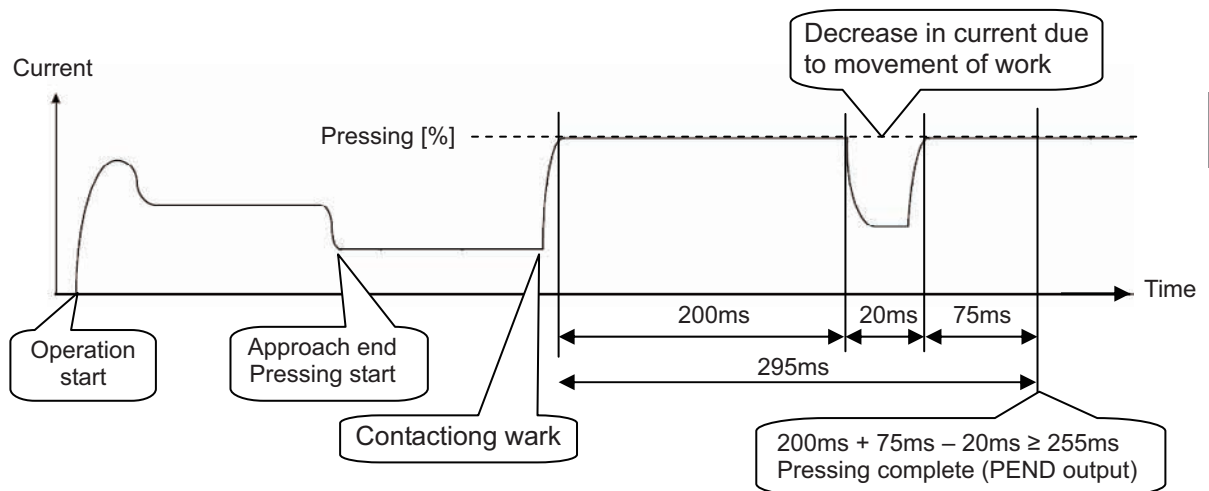 Decrease in current due
to movement of work
Current
Pressing [%]
Time
200ms
20ms
75ms
295ms
Operation
start
Approach end
Pressing start
Contactiong wark
200ms + 75ms – 20ms ≥ 255ms
Pressing complete (PEND output)